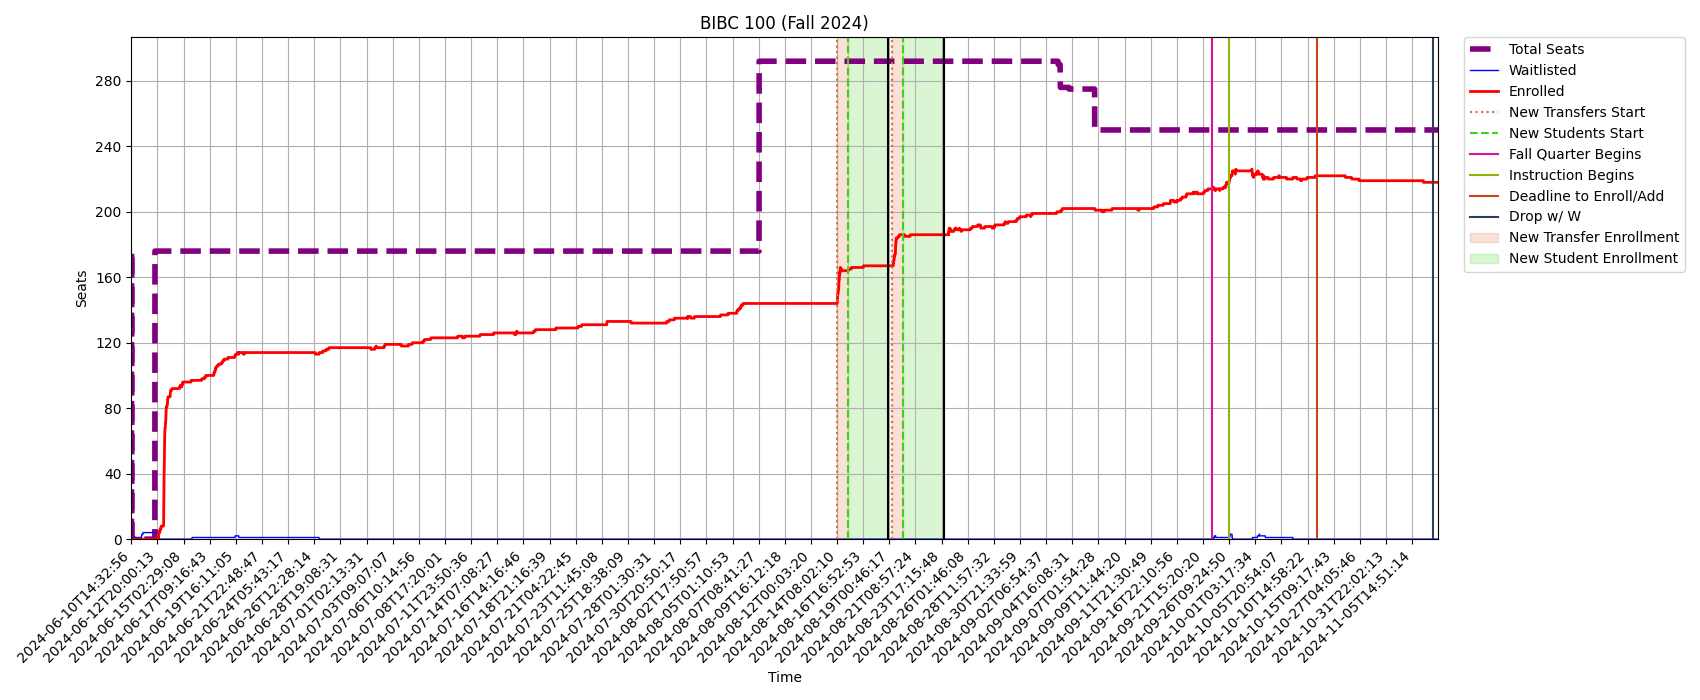 BIBC 100 (Fall 2024)
Seats
280
240
200
160
120
80
40
0
2024-06-10T14:32:56
2024-06-12T20:00:13
2024-06-15T02:29:08
2024-06-17T09:16:43
2024-06-19T16:11:05
2024-06-21T22:48:47
2024-06-24T05:43:17
2024-06-26T12:28:14
2024-06-28T19:08:31
2024-07-01T02:13:31
2024-07-03T09:07:07
2024-07-06T10:14:56
2024-07-08T17:20:01
2024-07-11T23:50:36
2024-07-14T07:08:27
2024-07-16T14:16:46
2024-07-18T21:16:39
2024-07-21T04:22:45
2024-07-23T11:45:08
2024-07-25T18:38:09
2024-07-28T01:30:31
2024-07-30T20:50:17
2024-08-02T17:50:57
2024-08-05T01:10:53
2024-08-07T08:41:27
2024-08-09T16:12:18
2024-08-12T00:03:20
2024-08-14T08:02:10
2024-08-16T16:52:53
2024-08-19T00:46:17
2024-08-21T08:57:24
2024-08-23T17:15:48
2024-08-26T01:46:08
2024-08-28T11:57:32
2024-08-30T21:33:59
2024-09-02T06:54:37
2024-09-04T16:08:31
2024-09-07T01:54:28
2024-09-09T11:44:20
2024-09-11T21:30:49
2024-09-16T22:10:56
2024-09-21T15:20:20
2024-09-26T09:24:50
2024-10-01T03:17:34
2024-10-05T20:54:07
2024-10-10T14:58:22
2024-10-15T09:17:43
2024-10-27T04:05:46
2024-10-31T22:02:13
2024-11-05T14:51:14
Time
Total Seats
Waitlisted
Enrolled
New Transfers Start
New Students Start
Fall Quarter Begins
Instruction Begins
Deadline to Enroll/Add
Drop w/ W
New Transfer Enrollment
New Student Enrollment